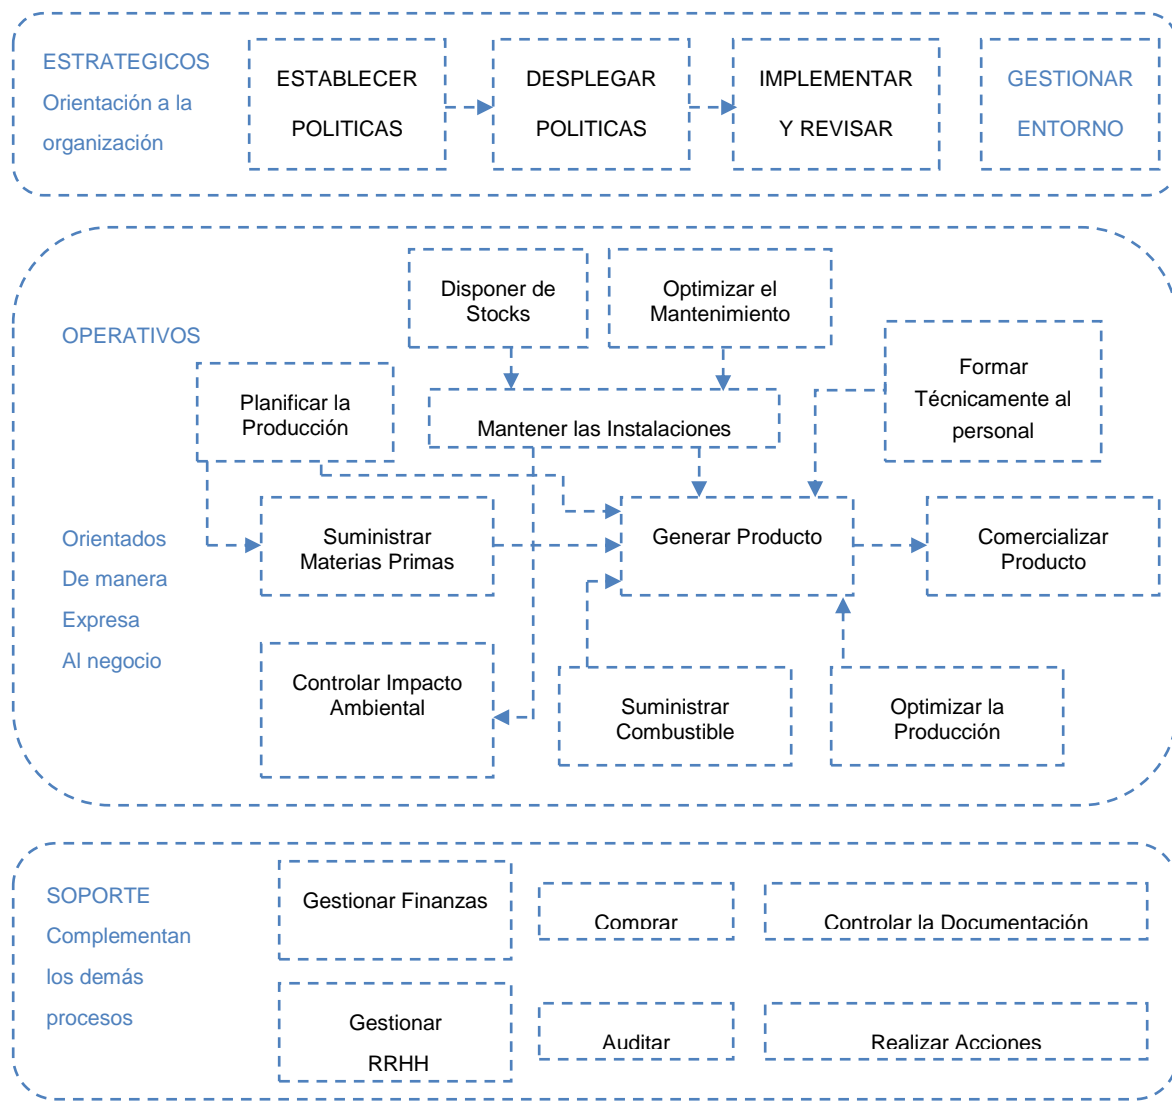 ESTRATEGICOS
Orientación a la
organización
ESTABLECER
POLITICAS
DESPLEGAR
POLITICAS
IMPLEMENTAR
Y REVISAR
GESTIONAR
ENTORNO
OPERATIVOS
Disponer de
Stocks
Optimizar el
Mantenimiento
Planificar la
Producción
Mantener las Instalaciones
Formar
Técnicamente al
personal
Orientados
De manera
Expresa
Al negocio
Suministrar
Materias Primas
Generar Producto
Comercializar
Producto
Controlar Impacto
Ambiental
Suministrar
Combustible
Optimizar la
Producción
SOPORTE
Complementan
los demás
procesos
Gestionar Finanzas
Comprar
Controlar la Documentación
Gestionar
RRHH
Auditar
Realizar Acciones